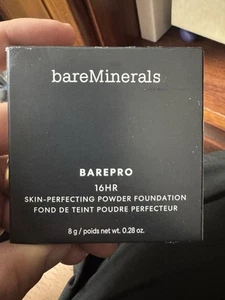 bareMinerals
BAREPRO
16HR
SKIN-PERFECTING POWDER FOUNDATION
FOND DE TEINT POUDRE PERFECTEUR
8 g / poids net wt. 0.28 oz.